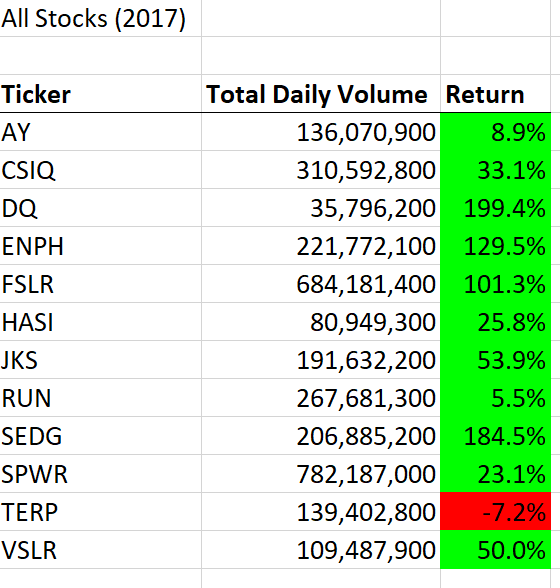 All Stocks (2017)
Ticker Total Daily Volume Return
AY 136,070,900 8.9%
CSIQ 310,592,800 33.1%
DQ 35,796,200 199.4%
ENPH 221,772,100 129.5%
FSLR 684,181,400 101.3%
HASI 80,949,300 25.8%
JKS 191,632,200 53.9%
RUN 267,681,300 5.5%
SEDG 206,885,200 184.5%
SPWR 782,187,000 23.1%
TERP 139,402,800 -7.2%
VSLR 109,487,900 50.0%